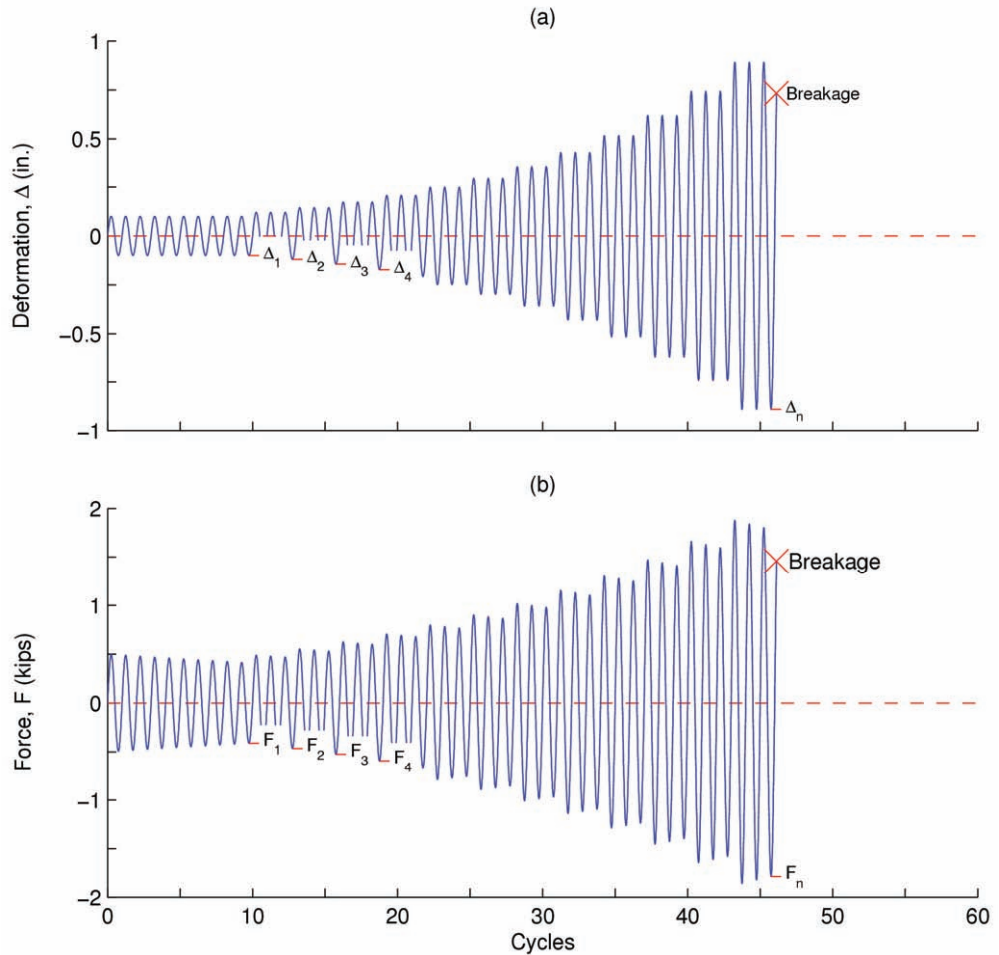 (a)
1
0.5
0
−0.5
−1
Deformation, Δ (in.)
Breakage
Δ1
Δ2
Δ3
Δ4
Δn
(b)
2
1
0
−1
−2
Force, F (kips)
Breakage
F1
F2
F3
F4
Fn
0 10 20 30 40 50 60
Cycles